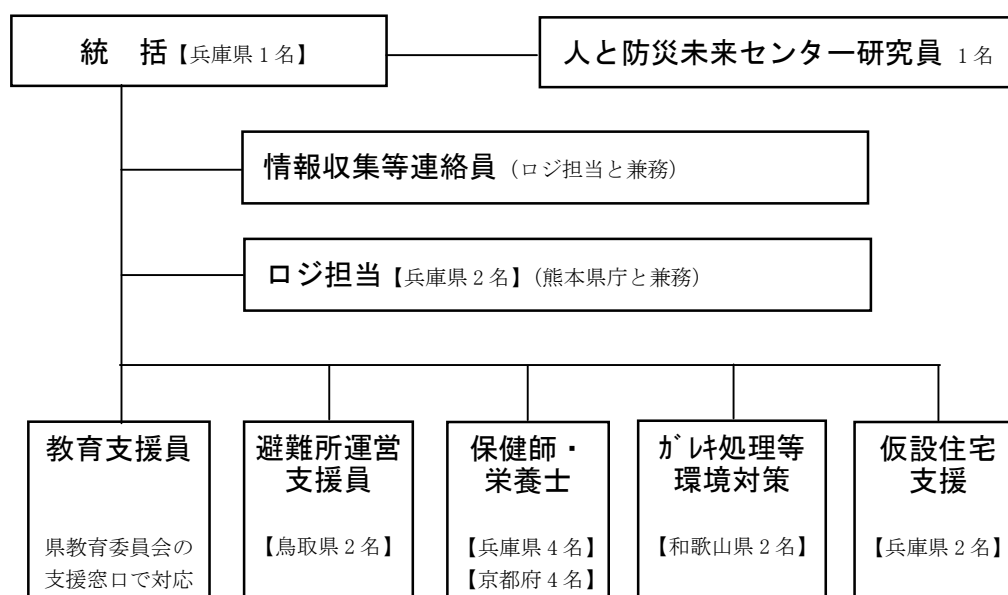 統　括【兵庫県１名】
人と防災未来センター研究員 １名
情報収集等連絡員（ロジ担当と兼務）
ロジ担当【兵庫県２名】（熊本県庁と兼務）
教育支援員
県教育委員会の
支援窓口で対応
避難所運営
支援員
【鳥取県２名】
保健師・
栄養士
【兵庫県４名】
【京都府４名】
ｶﾞﾚｷ処理等
環境対策
【和歌山県２名】
仮設住宅
支援
【兵庫県２名】